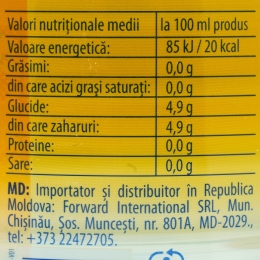 Valori nutriționale medii la 100 ml produs
Valoare energetică: 85 kJ / 20 kcal
Grăsimi: 0,0 g
din care acizi grași saturați: 0,0 g
Glucide: 4,9 g
din care zaharuri: 4,9 g
Proteine: 0,0 g
Sare: 0,0 g
MD: Importator și distribuitor în Republica
Moldova: Forward International SRL, Mun.
Chișinău, Șos. Muncești, nr. 801A, MD-2029.,
tel: +373 22472705.